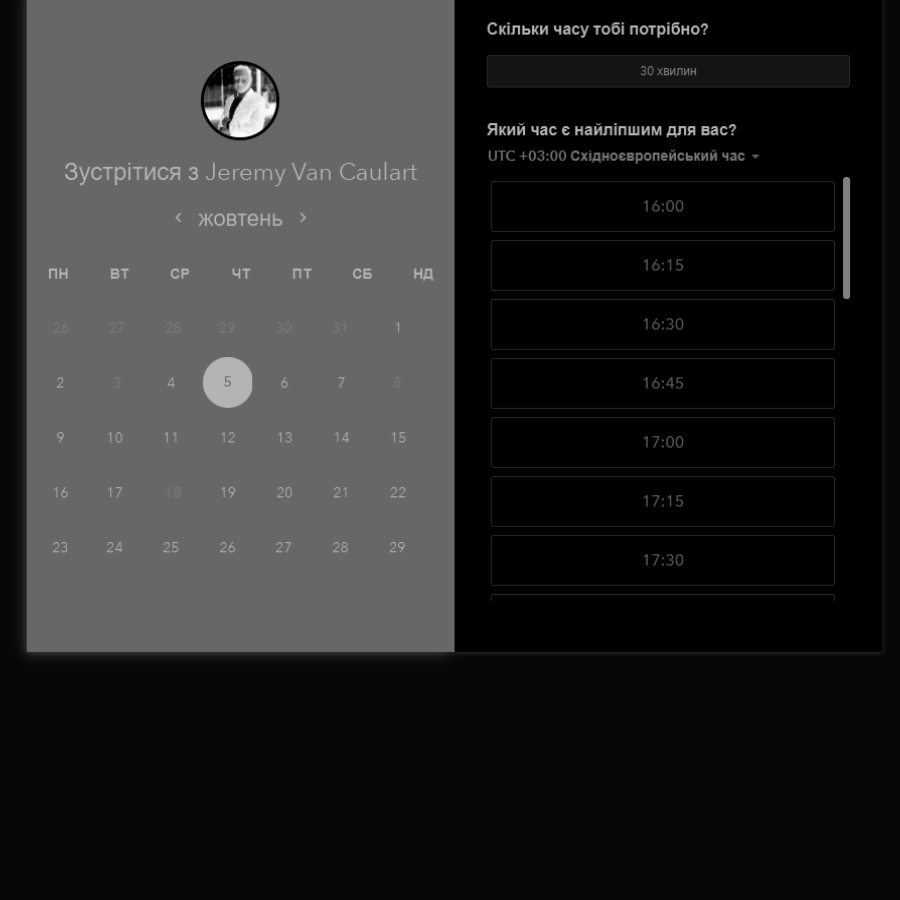 Зустрітися з Jeremy Van Caulart
жовтень
ПН ВТ СР ЧТ ПТ СБ НД
26 27 28 29 30 31 1
2 3 4 5 6 7 8
9 10 11 12 13 14 15
16 17 18 19 20 21 22
23 24 25 26 27 28 29
Скільки часу тобі потрібно?
30 хвилин
Який час є найліпшим для вас?
UTC +03:00 Східноєвропейський час
16:00
16:15
16:30
16:45
17:00
17:15
17:30